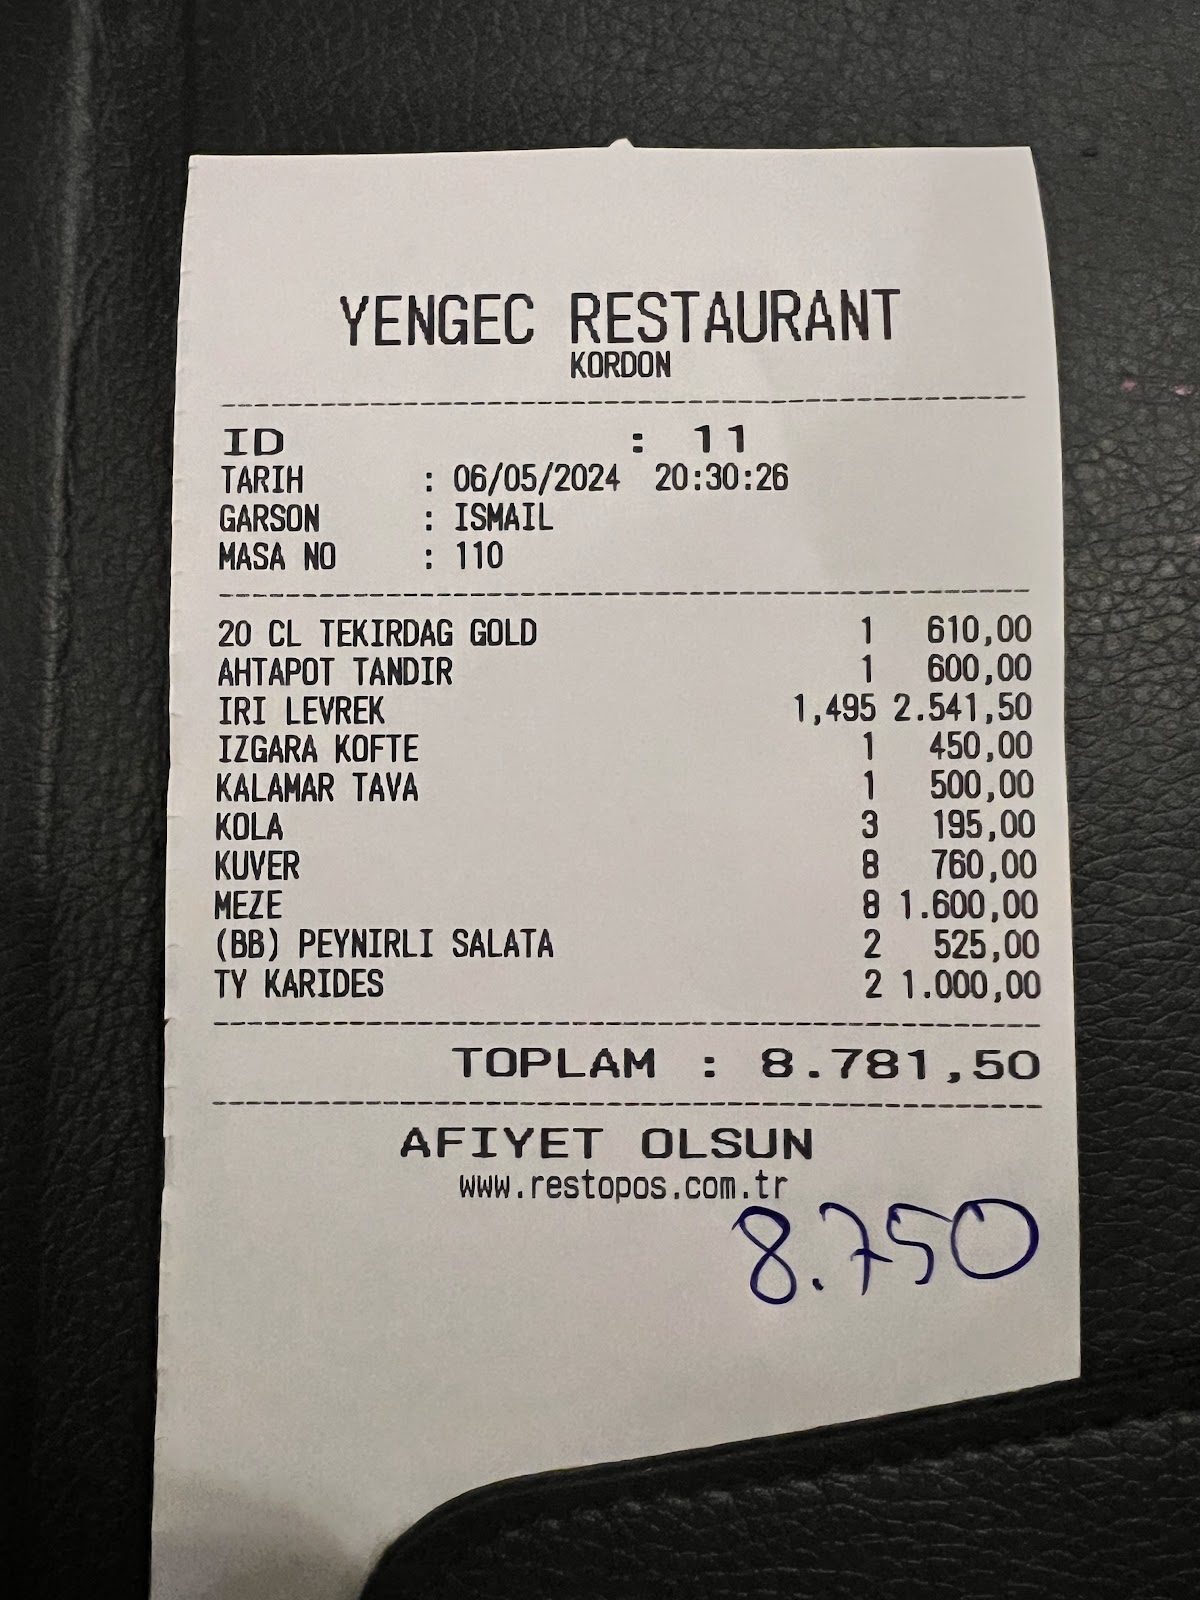 YENGEC RESTAURANT
KORDON
ID : 11
TARIH : 06/05/2024 20:30:26
GARSON : ISMAIL
MASA NO : 110
20 CL TEKIRDAG GOLD 1 610,00
AHTAPOT TANDIR 1 600,00
IRI LEVREK 1,495 2.541,50
IZGARA KOFTE 1 450,00
KALAMAR TAVA 1 500,00
KOLA 3 195,00
KUVER 8 760,00
MEZE 8 1.600,00
(BB) PEYNIRLI SALATA 2 525,00
TY KARIDES 2 1.000,00
TOPLAM : 8.781,50
AFIYET OLSUN
www.restopos.com.tr
8.750